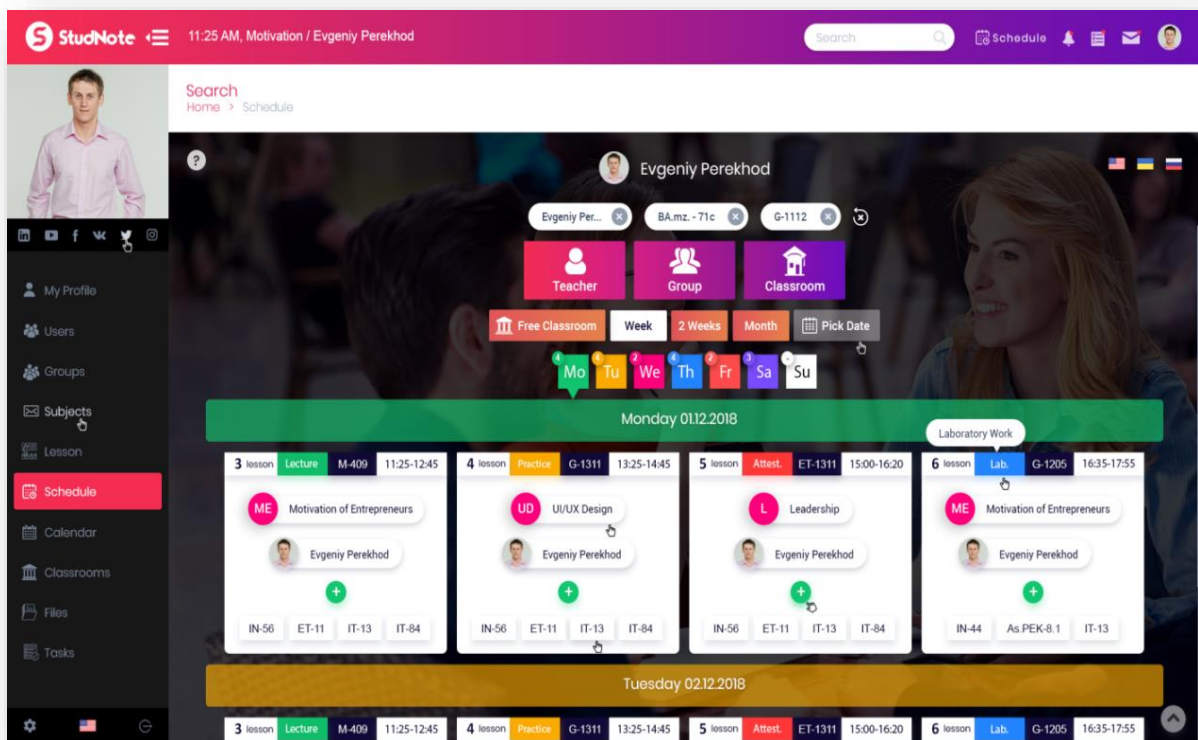 StudNote
11:25 AM, Motivation / Evgeniy Perekhod
Search
Schedule
Search
Home > Schedule
My Profile
Users
Groups
Subjects
Lesson
Schedule
Calendar
Classrooms
Files
Tasks
?
Evgeniy Perekhod
Evgeniy Per... BA.mz. - 71c G-1112
Teacher Group Classroom
Free Classroom Week 2 Weeks Month Pick Date
4 4 2 4 2 3 -
Mo Tu We Th Fr Sa Su
Monday 01.12.2018
Laboratory Work
3 lesson Lecture M-409 11:25-12:45
ME Motivation of Entrepreneurs
Evgeniy Perekhod
+
IN-56 ET-11 IT-13 IT-84
4 lesson Practice G-1311 13:25-14:45
UD UI/UX Design
Evgeniy Perekhod
+
IN-56 ET-11 IT-13 IT-84
5 lesson Attest. ET-1311 15:00-16:20
L Leadership
Evgeniy Perekhod
+
IN-56 ET-11 IT-13 IT-84
6 lesson Lab. G-1205 16:35-17:55
ME Motivation of Entrepreneurs
Evgeniy Perekhod
+
IN-44 As.PEK-8.1 IT-13
Tuesday 02.12.2018
3 lesson Lecture M-409 11:25-12:45
4 lesson Practice G-1311 13:25-14:45
5 lesson Attest. ET-1311 15:00-16:20
6 lesson Lab. G-1205 16:35-17:55